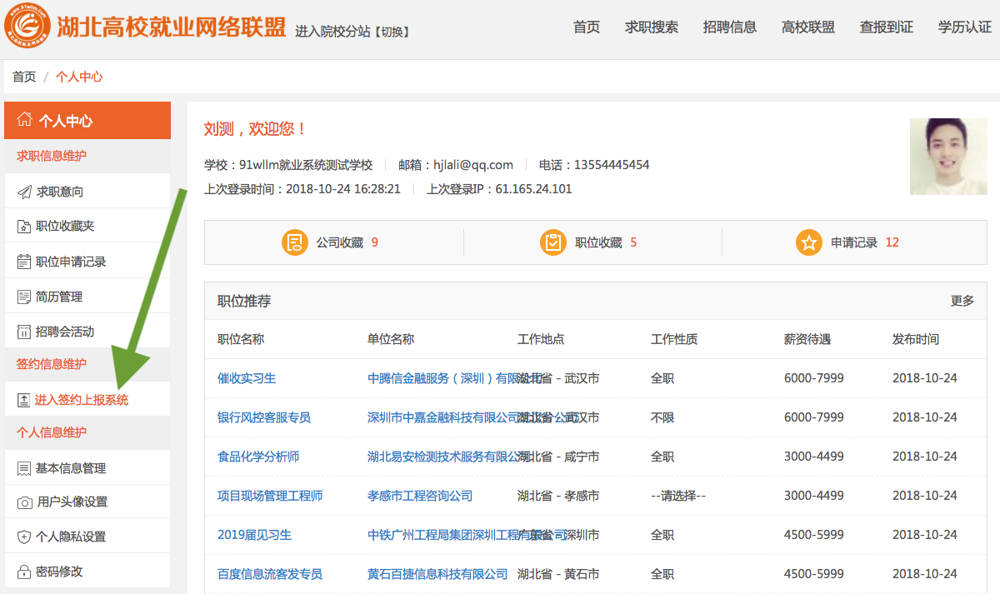 湖北高校就业网络联盟 进入院校分站【切换】
首页 求职搜索 招聘信息 高校联盟 查报到证 学历认证
首页 / 个人中心
个人中心
求职信息维护
求职意向
职位收藏夹
职位申请记录
简历管理
招聘会活动
签约信息维护
进入签约上报系统
个人信息维护
基本信息管理
用户头像设置
个人隐私设置
密码修改
刘测，欢迎您！
学校：91wllm就业系统测试学校 邮箱：hjlali@qq.com 电话：13554445454
上次登录时间：2018-10-24 16:28:21 上次登录IP：61.165.24.101
公司收藏 9 职位收藏 5 申请记录 12
职位推荐 更多
职位名称 单位名称 工作地点 工作性质 薪资待遇 发布时间
催收实习生 中腾信金融服务（深圳）有限 湖北省 - 武汉市 全职 6000-7999 2018-10-24
银行风控客服专员 深圳市中嘉金融科技有限公司 湖北省 - 武汉市 不限 6000-7999 2018-10-24
食品化学分析师 湖北易安检测技术服务有限公司 湖北省 - 咸宁市 全职 3000-4499 2018-10-24
项目现场管理工程师 孝感市工程咨询公司 湖北省 - 孝感市 --请选择-- 3000-4499 2018-10-24
2019届见习生 中铁广州工程局集团深圳工程有限公司 广东省 - 深圳市 全职 4500-5999 2018-10-24
百度信息流客发专员 黄石百捷信息科技有限公司 湖北省 - 黄石市 全职 4500-5999 2018-10-24